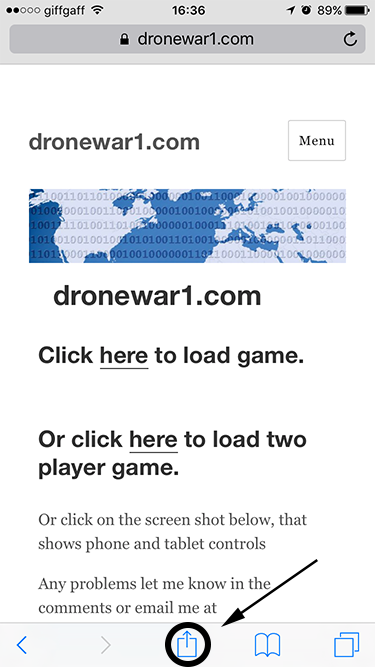 giffgaff 16:36 89%
dronewar1.com
dronewar1.com
Menu
dronewar1.com
Click here to load game.
Or click here to load two
player game.
Or click on the screen shot below, that
shows phone and tablet controls
Any problems let me know in the
comments or email me at